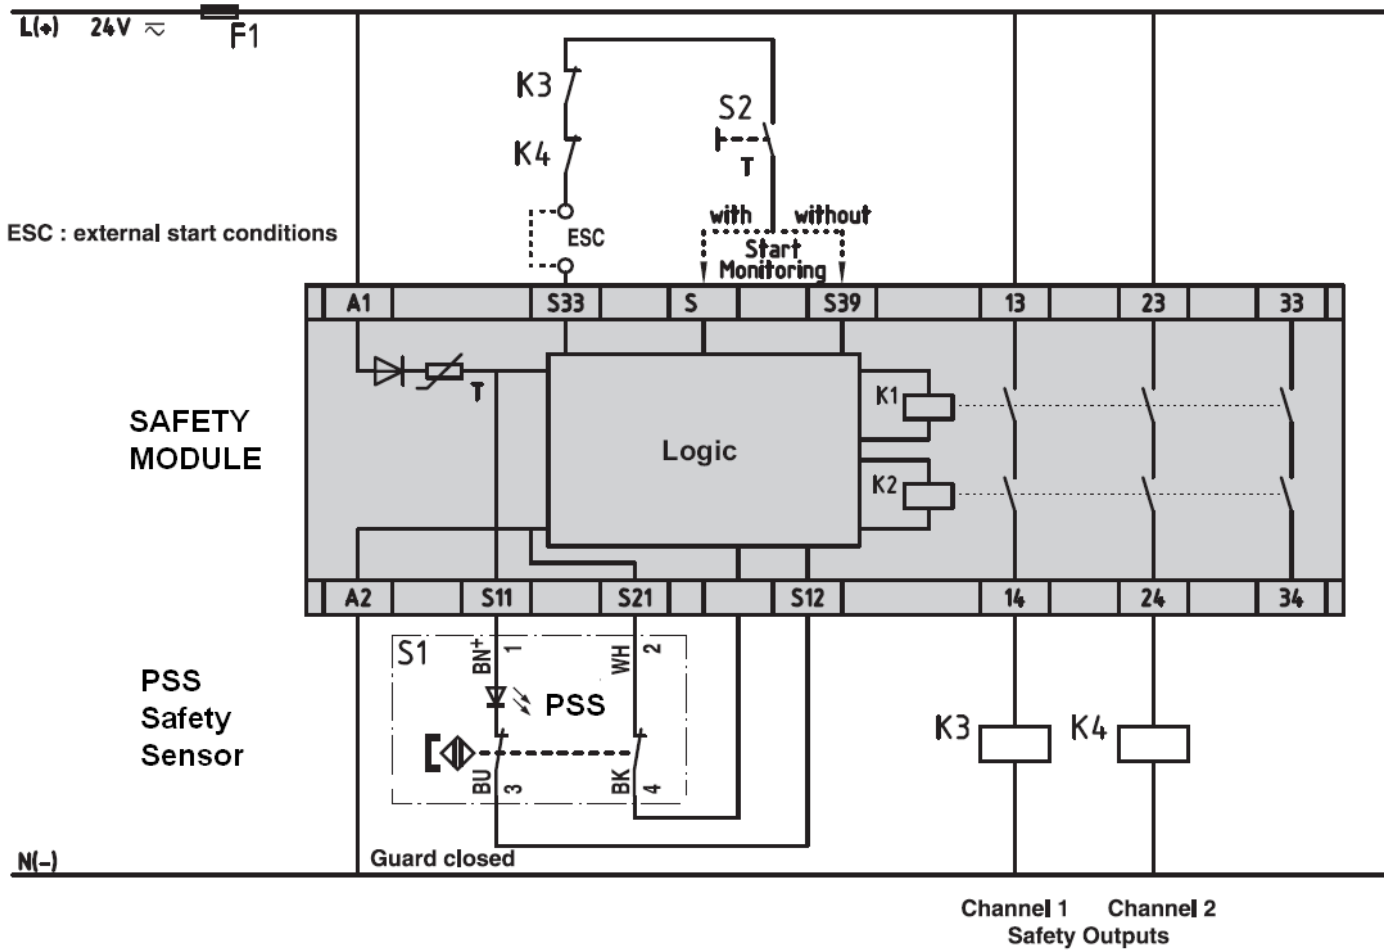 L(+) 24V F1
K3
S2
K4
T
with without
ESC : external start conditions
ESC
Start
Monitoring
A1 S33 S S39 13 23 33
T
K1
SAFETY
MODULE
Logic
K2
A2 S11 S21 S12 14 24 34
S1 BN+ 1 WH 2
PSS
Safety
Sensor
PSS
K3 K4
BU 3 BK 4
N(-)
Guard closed
Channel 1 Channel 2
Safety Outputs